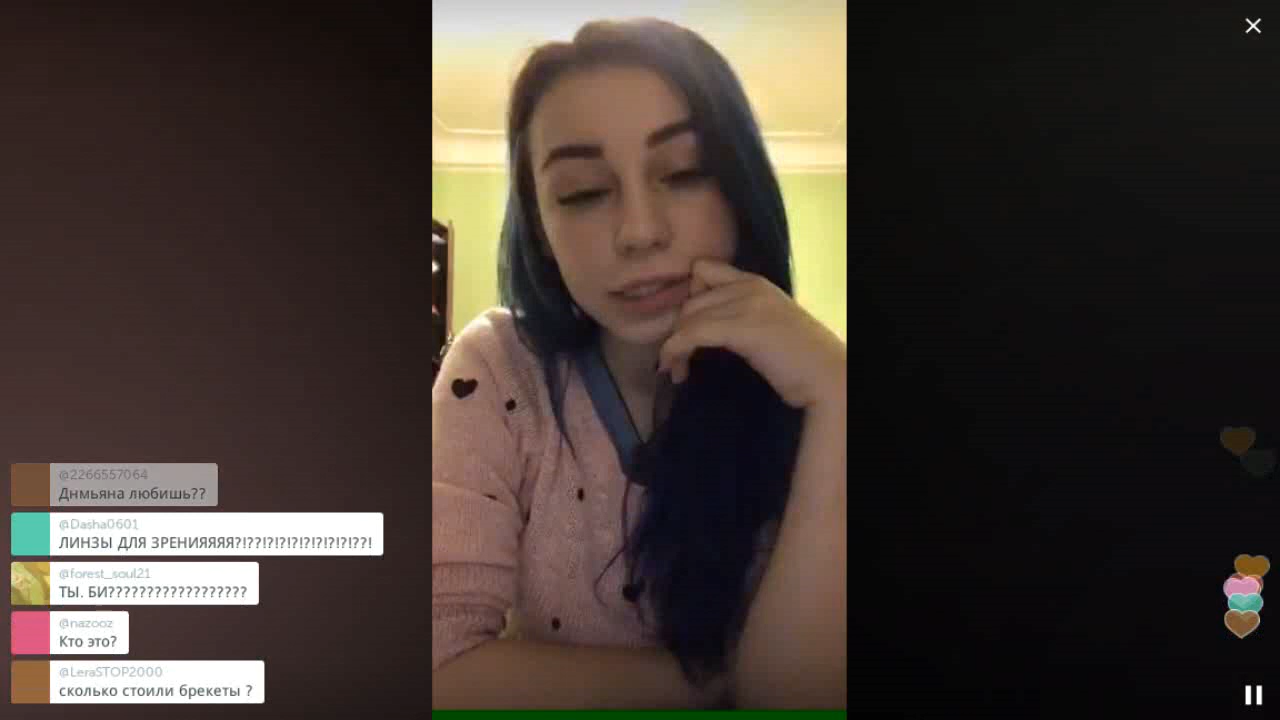 @2266557064
Днмьяна любишь??
@Dasha0601
ЛИНЗЫ ДЛЯ ЗРЕНИЯЯЯЯ?!??!?!?!?!?!?!?!?!??!
@forest_soul21
ТЫ. БИ??????????????????
@nazooz
Кто это?
@LeraSTOP2000
сколько стоили брекеты ?